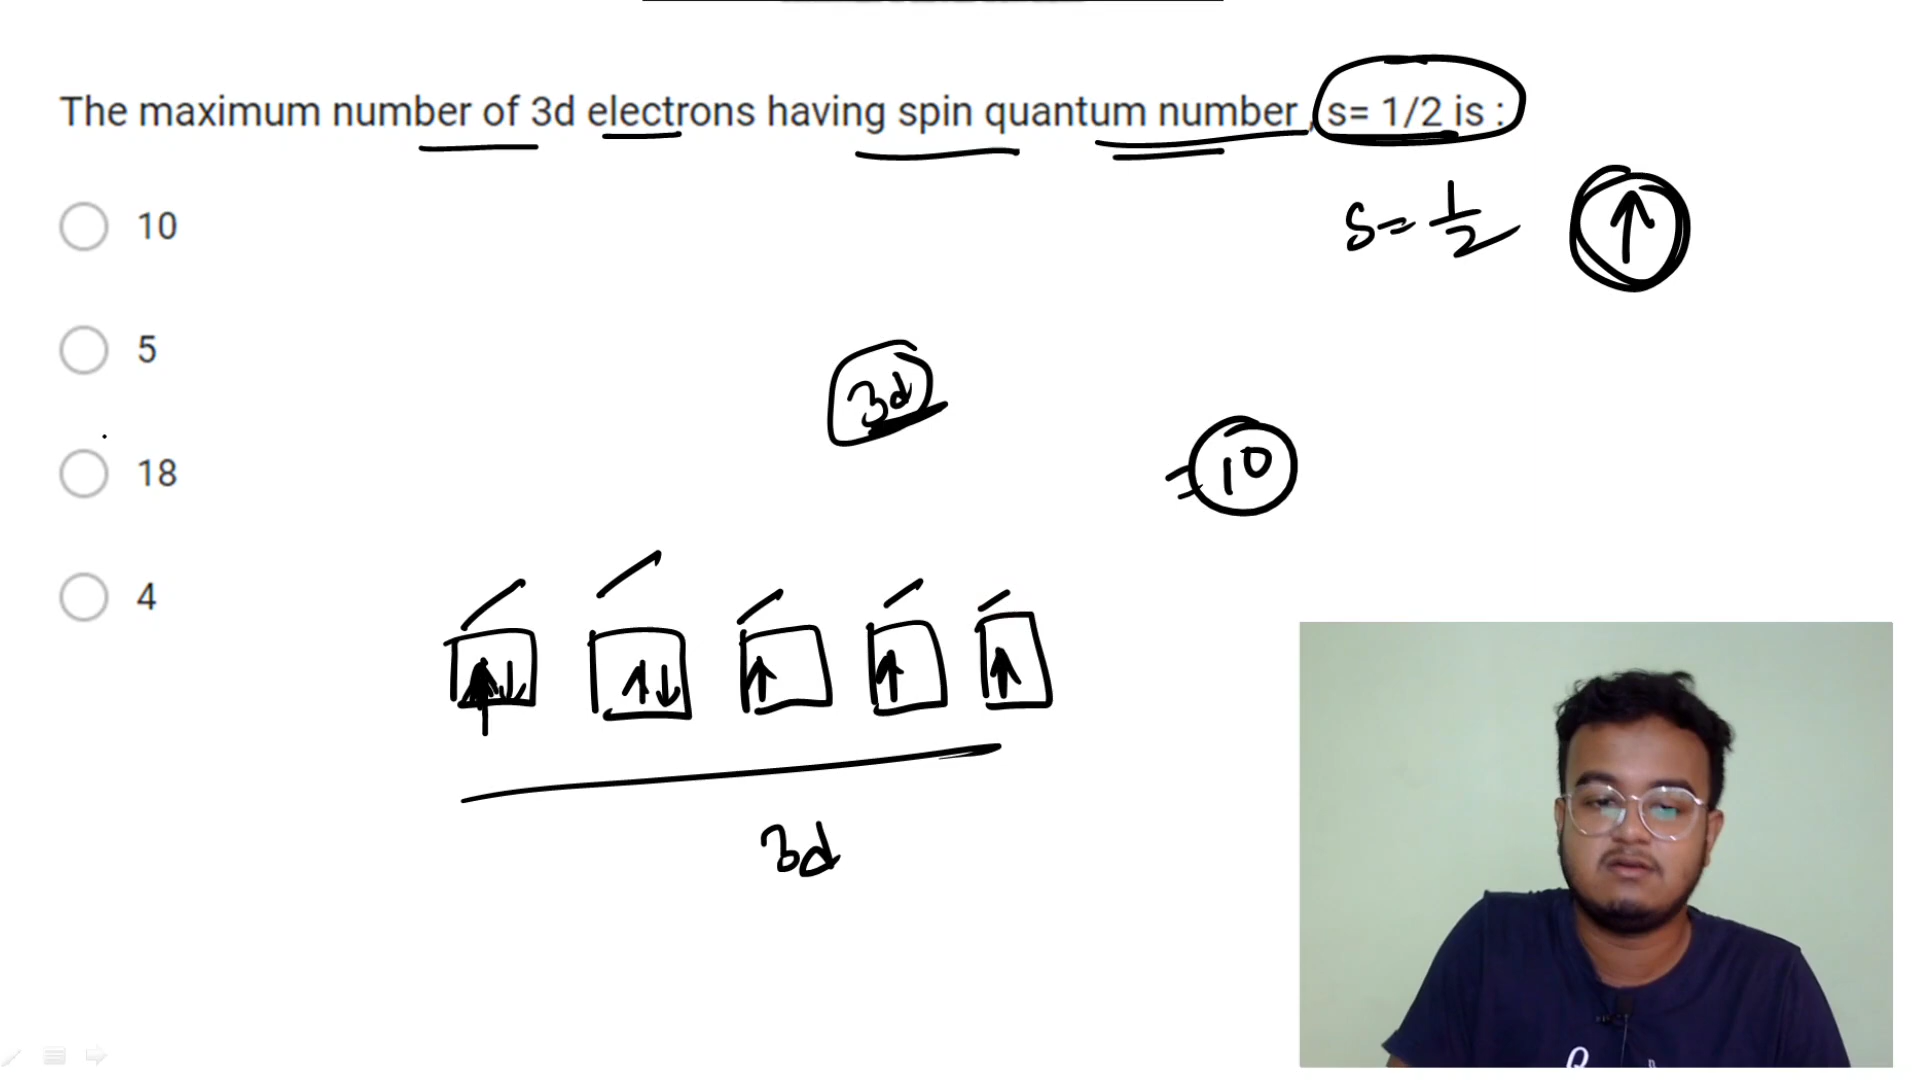 The maximum number of 3d electrons having spin quantum number , s= 1/2 is :
10
s= 1/2
5
3d
18
=10
4
3d